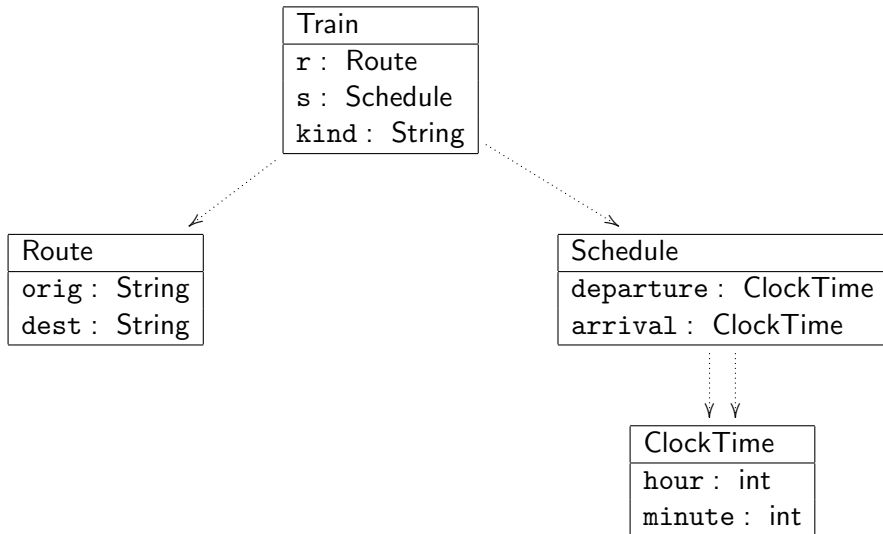 Train
r : Route
s : Schedule
kind : String
Route
orig : String
dest : String
Schedule
departure : ClockTime
arrival : ClockTime
ClockTime
hour : int
minute : int